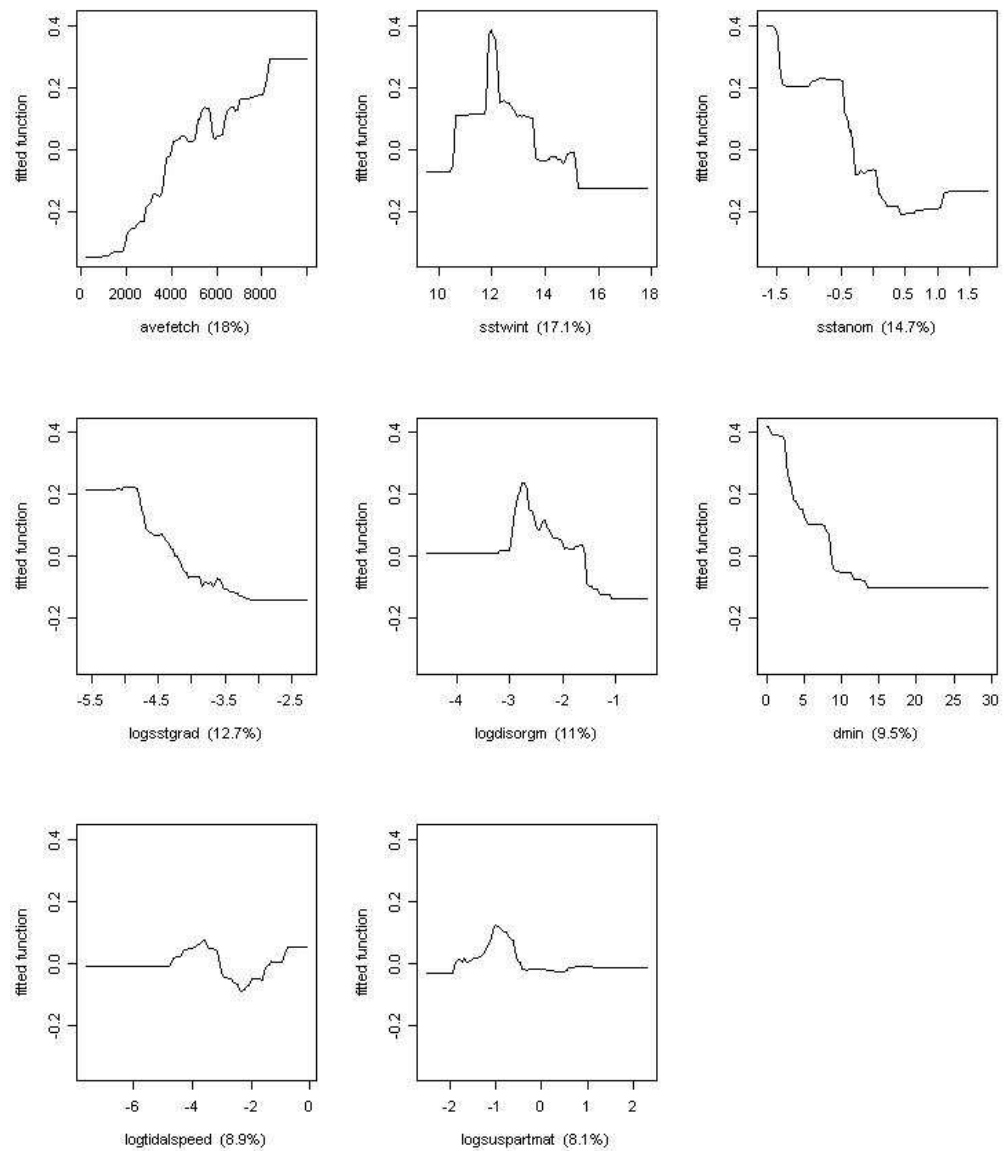 fitted function
0.4
0.2
0.0
-0.2
0 2000 4000 6000 8000
avefetch (18%)
fitted function
0.4
0.2
0.0
-0.2
10 12 14 16 18
sstwint (17.1%)
fitted function
0.4
0.2
0.0
-0.2
-1.5 -0.5 0.5 1.0 1.5
sstanom (14.7%)
fitted function
0.4
0.2
0.0
-0.2
-5.5 -4.5 -3.5 -2.5
logsstgrad (12.7%)
fitted function
0.4
0.2
0.0
-0.2
-4 -3 -2 -1
logdisorgm (11%)
fitted function
0.4
0.2
0.0
-0.2
0 5 10 15 20 25 30
dmin (9.5%)
fitted function
0.4
0.2
0.0
-0.2
-6 -4 -2 0
logtidalspeed (8.9%)
fitted function
0.4
0.2
0.0
-0.2
-2 -1 0 1 2
logsuspartmat (8.1%)